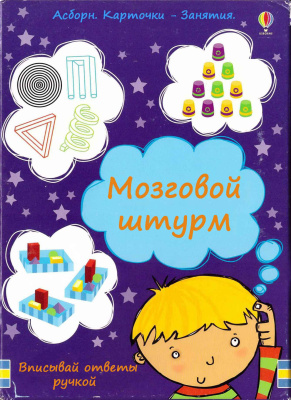 Асборн. Карточки - Занятия.
Мозговой
штурм
Вписывай ответы
ручкой